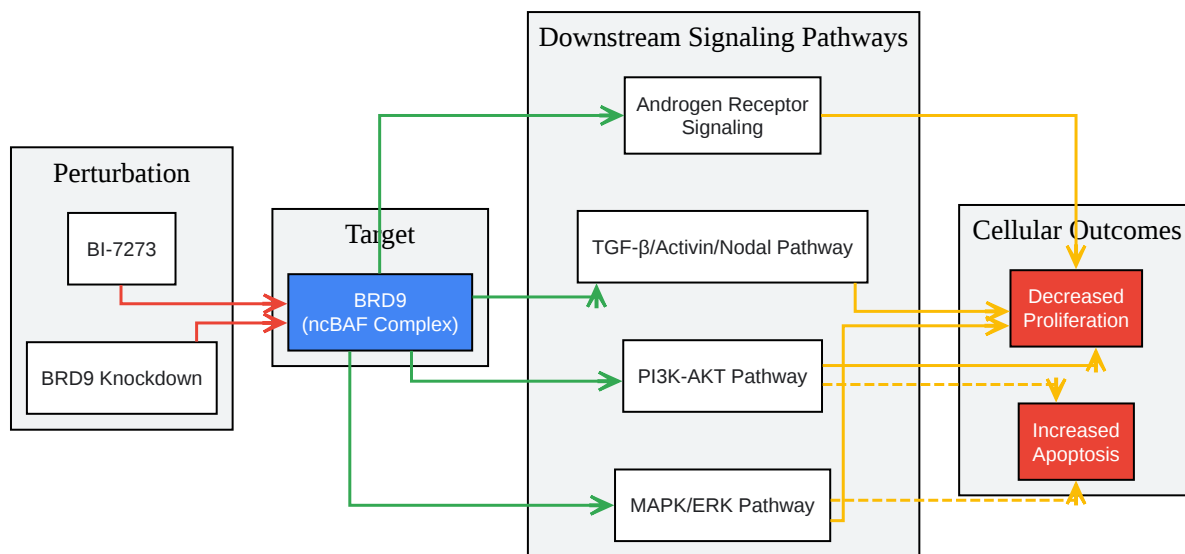 Perturbation
BI-7273
BRD9 Knockdown
Target
BRD9
(ncBAF Complex)
Downstream Signaling Pathways
Androgen Receptor
Signaling
TGF-β/Activin/Nodal Pathway
PI3K-AKT Pathway
MAPK/ERK Pathway
Cellular Outcomes
Decreased
Proliferation
Increased
Apoptosis